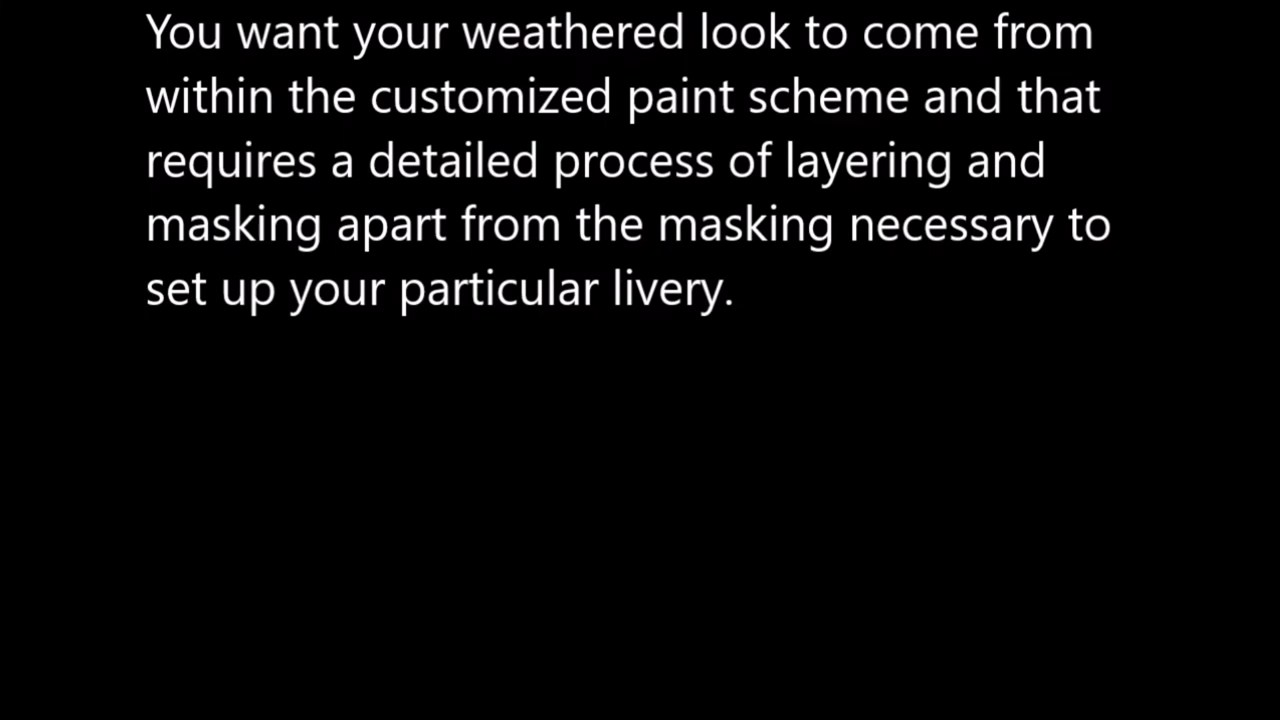 You want your weathered look to come from
within the customized paint scheme and that
requires a detailed process of layering and
masking apart from the masking necessary to
set up your particular livery.